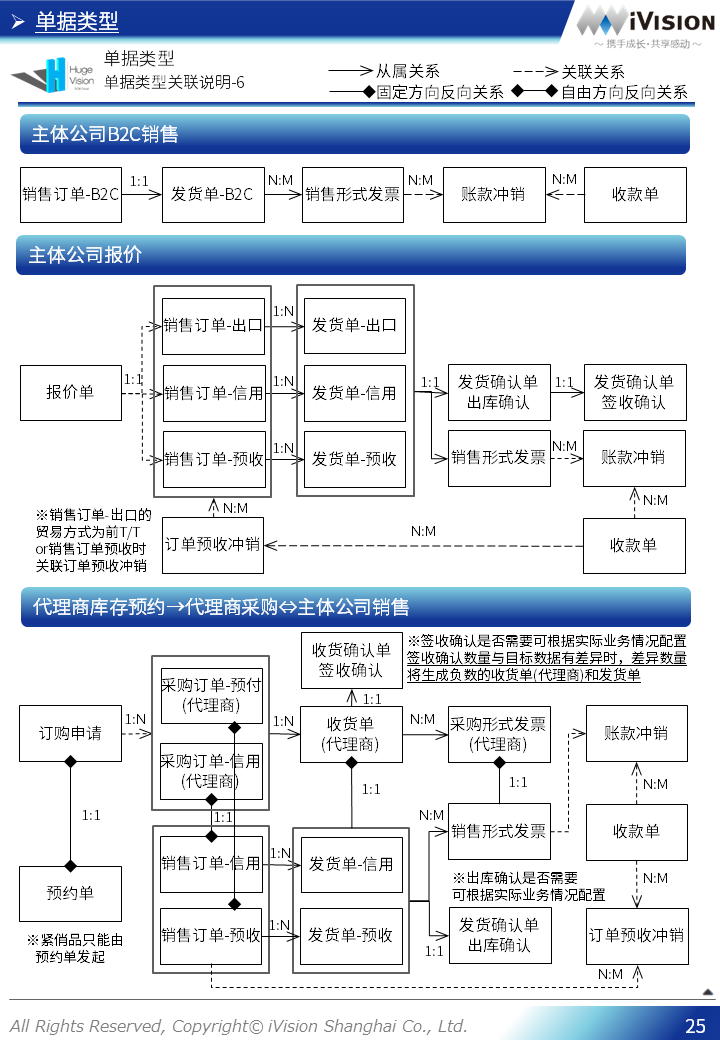 ➢ 单据类型
iVision
～ 携手成长·共享感动 ～
Huge
Vision
单据类型
单据类型关联说明-6
从属关系
关联关系
固定方向反向关系
自由方向反向关系
主体公司B2C销售
销售订单-B2C
1:1
发货单-B2C
N:M
销售形式发票
N:M
账款冲销
N:M
收款单
主体公司报价
报价单
1:1
销售订单-出口
1:N
发货单-出口
销售订单-信用
1:N
发货单-信用
销售订单-预收
1:N
发货单-预收
1:1
发货确认单
出库确认
1:1
发货确认单
签收确认
销售形式发票
N:M
账款冲销
N:M
※销售订单-出口的
贸易方式为前T/T
or销售订单预收时
关联订单预收冲销
N:M
订单预收冲销
N:M
收款单
代理商库存预约→代理商采购⇔主体公司销售
收货确认单
签收确认
※签收确认是否需要可根据实际业务情况配置
签收确认数量与目标数据有差异时，差异数量
将生成负数的收货单(代理商)和发货单
1:1
订购申请
1:N
采购订单-预付
(代理商)
采购订单-信用
(代理商)
1:N
收货单
(代理商)
N:M
采购形式发票
(代理商)
账款冲销
1:1
1:1
1:1
1:1
N:M
N:M
预约单
※紧俏品只能由
预约单发起
销售订单-信用
1:N
发货单-信用
销售订单-预收
1:N
发货单-预收
销售形式发票
收款单
※出库确认是否需要
可根据实际业务情况配置
N:M
1:1
发货确认单
出库确认
订单预收冲销
N:M
All Rights Reserved, Copyright© iVision Shanghai Co., Ltd.
25